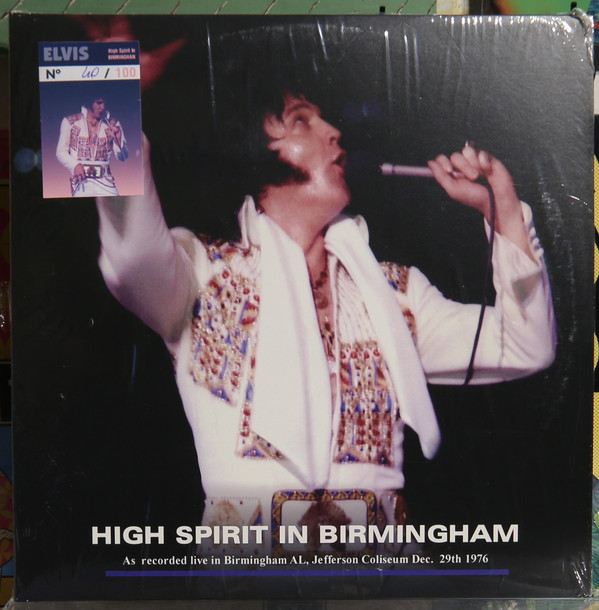 ELVIS High Spirit In
BIRMINGHAM
Nº 40 / 100
HIGH SPIRIT IN BIRMINGHAM
As recorded live in Birmingham AL, Jefferson Coliseum Dec. 29th 1976